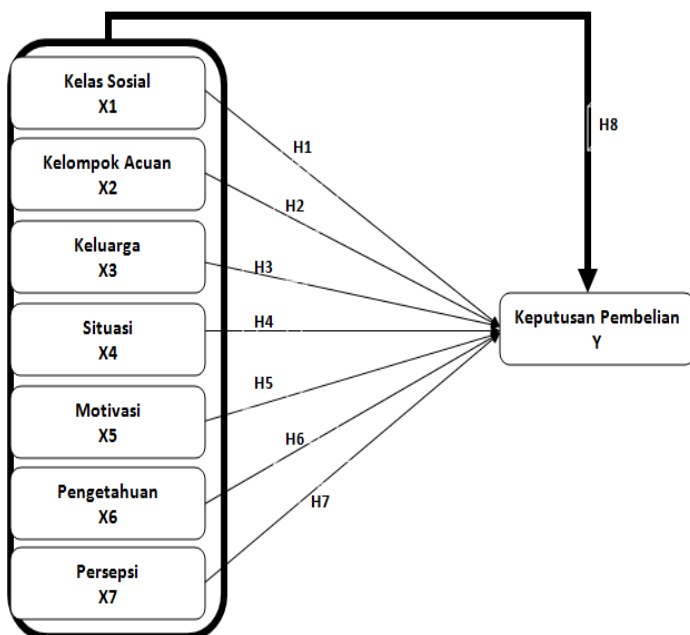 Kelas Sosial
X1
Kelompok Acuan
X2
Keluarga
X3
Situasi
X4
Motivasi
X5
Pengetahuan
X6
Persepsi
X7
H1
H2
H3
H4
H5
H6
H7
H8
Keputusan Pembelian
Y